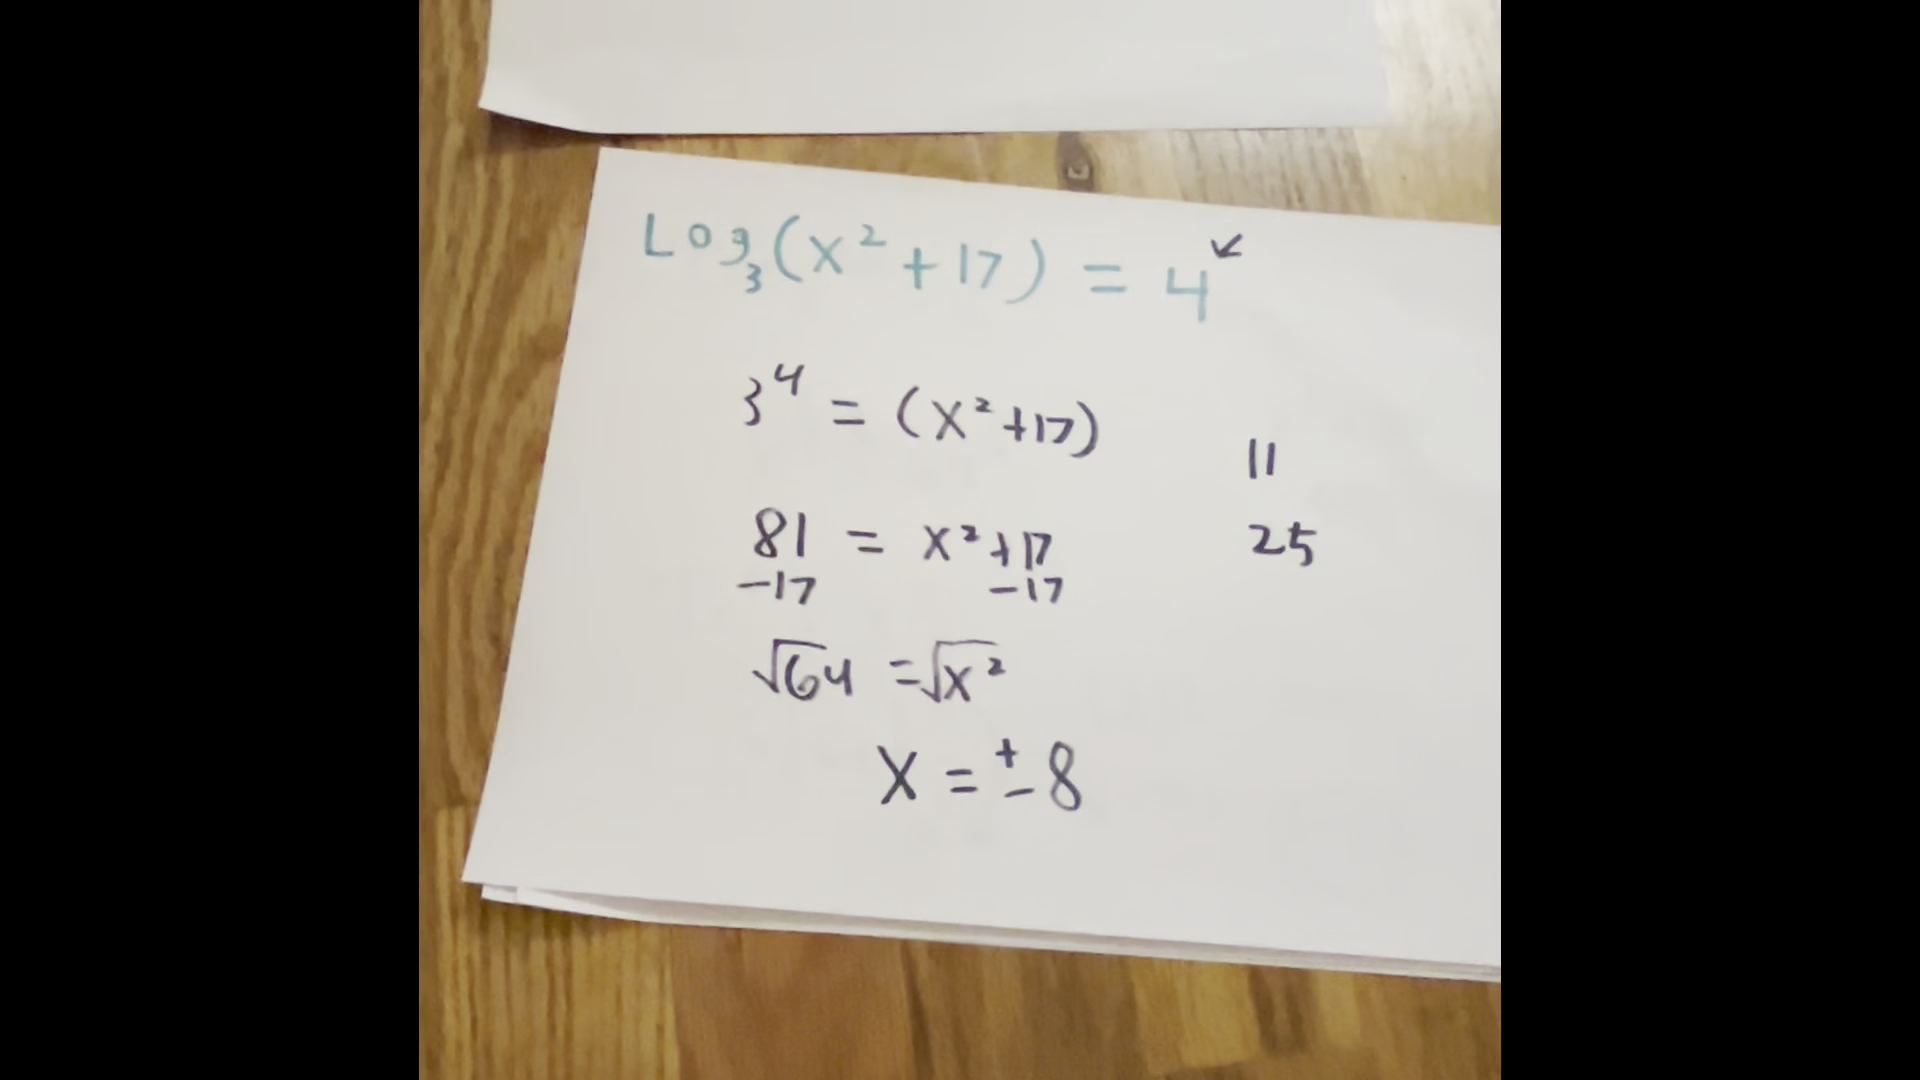 Log₃(x² + 17) = 4
3⁴ = (x² + 17)
11
81 = x² + 17
25
-17 -17
√64 = √x²
x = ± 8